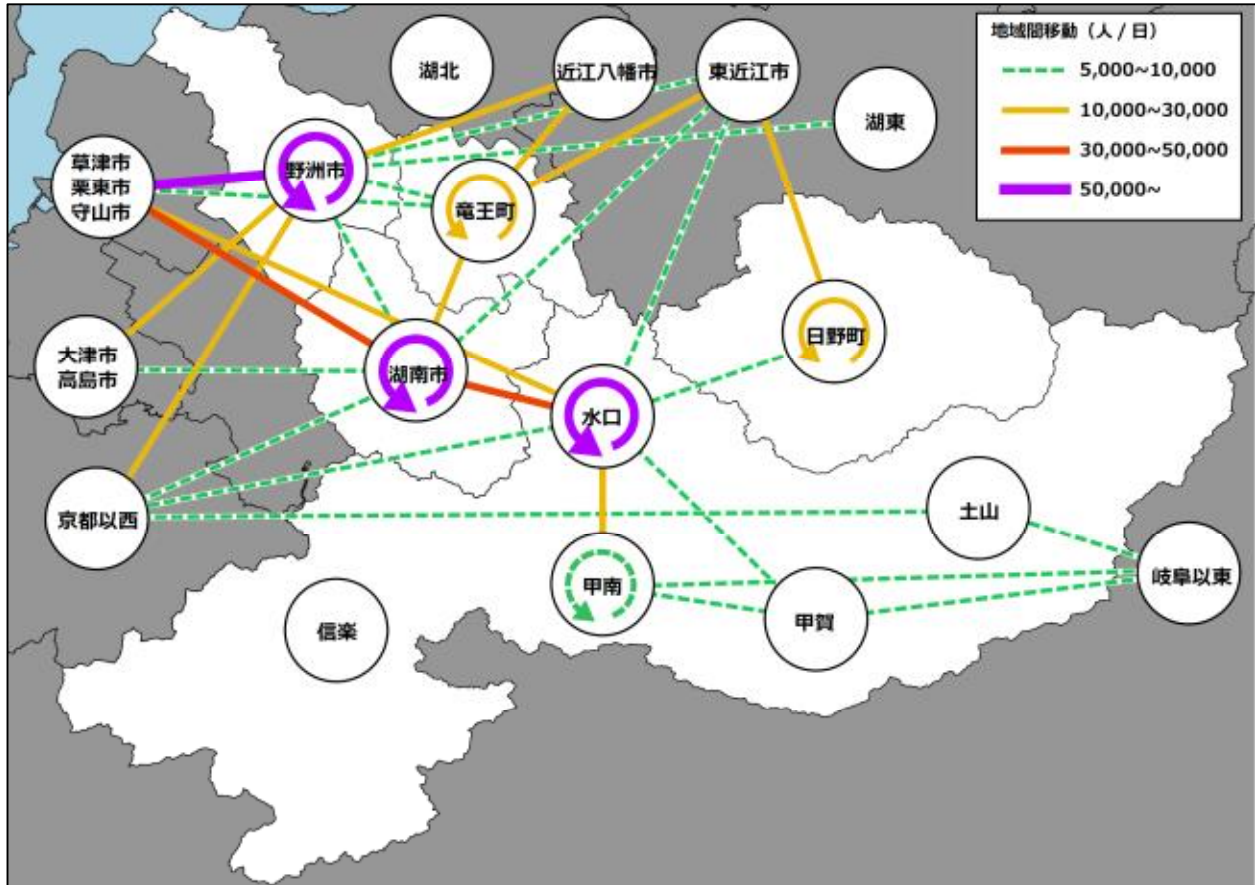 地域間移動（人 / 日）
5,000~10,000
10,000~30,000
30,000~50,000
50,000~
湖北
近江八幡市
東近江市
湖東
草津市
栗東市
守山市
野洲市
竜王町
大津市
高島市
湖南市
水口
日野町
京都以西
土山
岐阜以東
甲南
甲賀
信楽